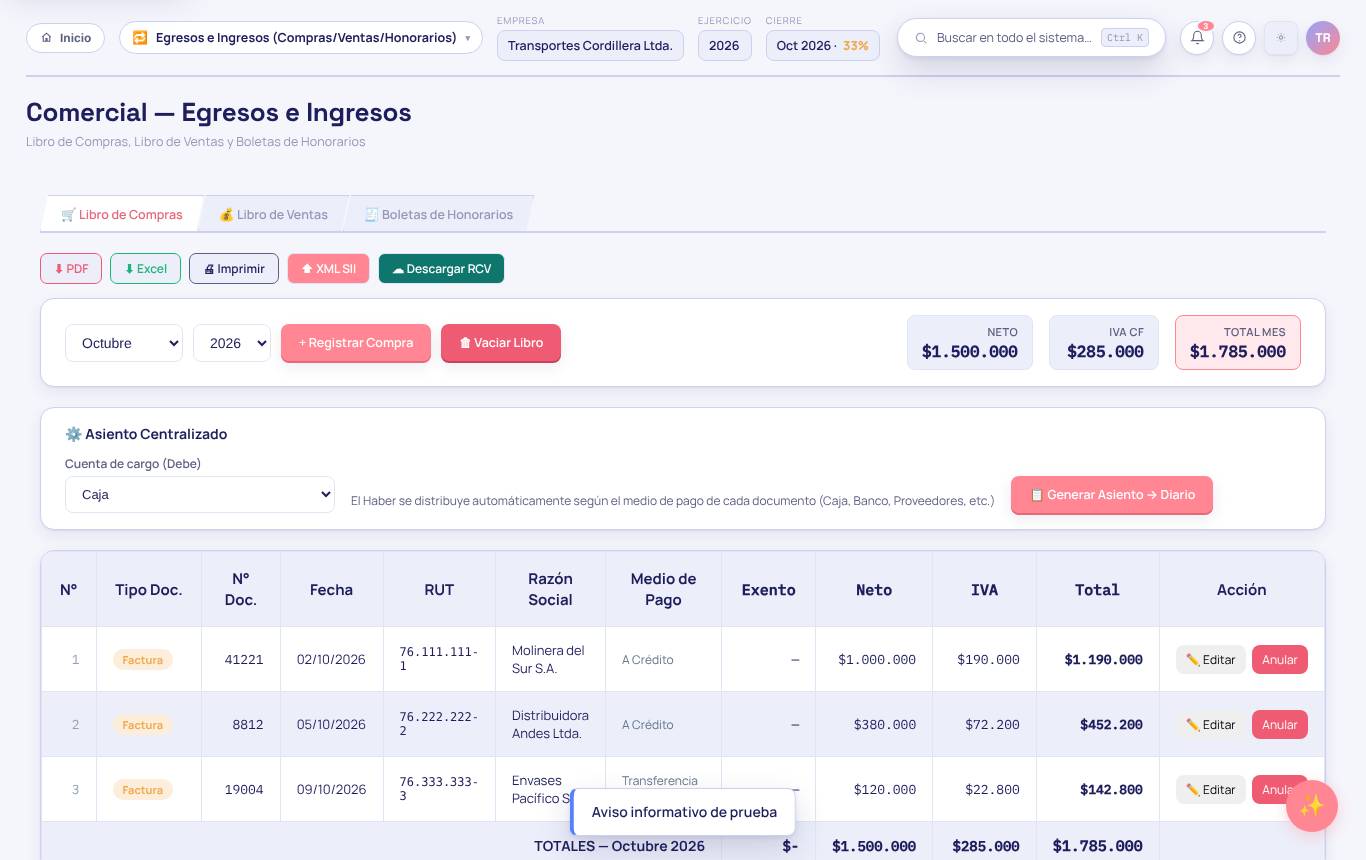 Inicio
Egresos e Ingresos (Compras/Ventas/Honorarios)
EMPRESA
Transportes Cordillera Ltda.
EJERCICIO
2026
CIERRE
Oct 2026 · 33%
Buscar en todo el sistema... Ctrl K
3
TR
Comercial — Egresos e Ingresos
Libro de Compras, Libro de Ventas y Boletas de Honorarios
Libro de Compras
Libro de Ventas
Boletas de Honorarios
PDF
Excel
Imprimir
XML SII
Descargar RCV
Octubre
2026
+ Registrar Compra
Vaciar Libro
NETO
$1.500.000
IVA CF
$285.000
TOTAL MES
$1.785.000
Asiento Centralizado
Cuenta de cargo (Debe)
Caja
El Haber se distribuye automáticamente según el medio de pago de cada documento (Caja, Banco, Proveedores, etc.)
Generar Asiento → Diario
N° Tipo Doc. N° Doc. Fecha RUT Razón Social Medio de Pago Exento Neto IVA Total Acción
1 Factura 41221 02/10/2026 76.111.111-1 Molinera del Sur S.A. A Crédito — $1.000.000 $190.000 $1.190.000 Editar Anular
2 Factura 8812 05/10/2026 76.222.222-2 Distribuidora Andes Ltda. A Crédito — $380.000 $72.200 $452.200 Editar Anular
3 Factura 19004 09/10/2026 76.333.333-3 Envases Pacífico Transferencia — $120.000 $22.800 $142.800 Editar
Aviso informativo de prueba
TOTALES — Octubre 2026 $- $1.500.000 $285.000 $1.785.000